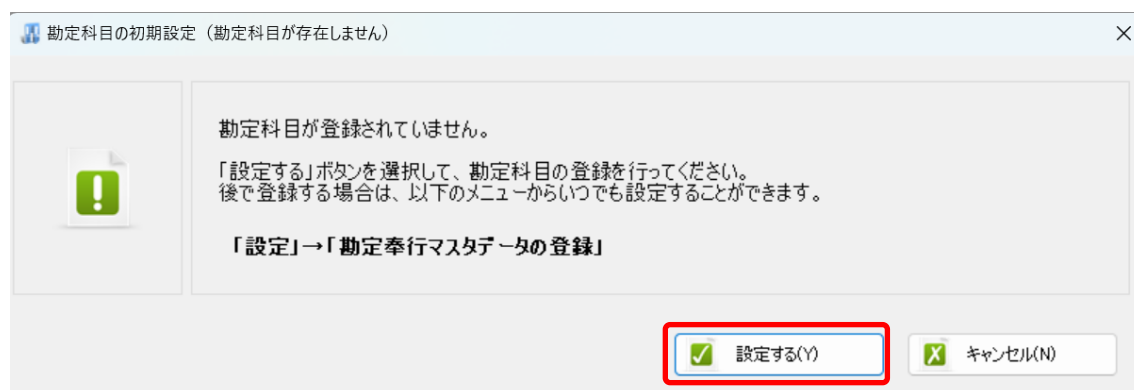 勘定科目の初期設定（勘定科目が存在しません）
勘定科目が登録されていません。
「設定する」ボタンを選択して、勘定科目の登録を行ってください。
後で登録する場合は、以下のメニューからいつでも設定することができます。
「設定」→「勘定奉行マスタデータの登録」
設定する(Y)
キャンセル(N)